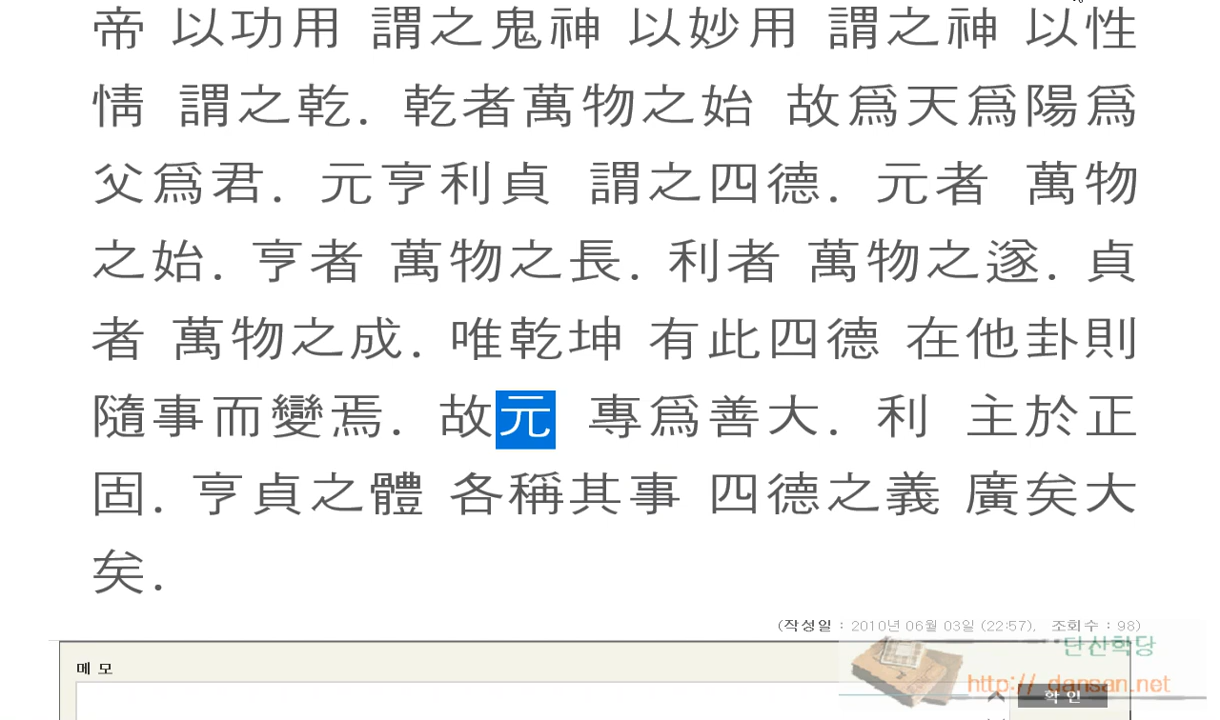 帝 以功用 謂之鬼神 以妙用 謂之神 以性
情 謂之乾. 乾者萬物之始 故爲天爲陽爲
父爲君. 元亨利貞 謂之四德. 元者 萬物
之始. 亨者 萬物之長. 利者 萬物之遂. 貞
者 萬物之成. 唯乾坤 有此四德 在他卦則
隨事而變焉. 故元 專爲善大. 利 主於正
固. 亨貞之體 各稱其事 四德之義 廣矣大
矣.
(작성일 : 2010년 06월 03일 (22:57), 조회수 : 98)
단산학당
메 모
http://dansan.net
확 인